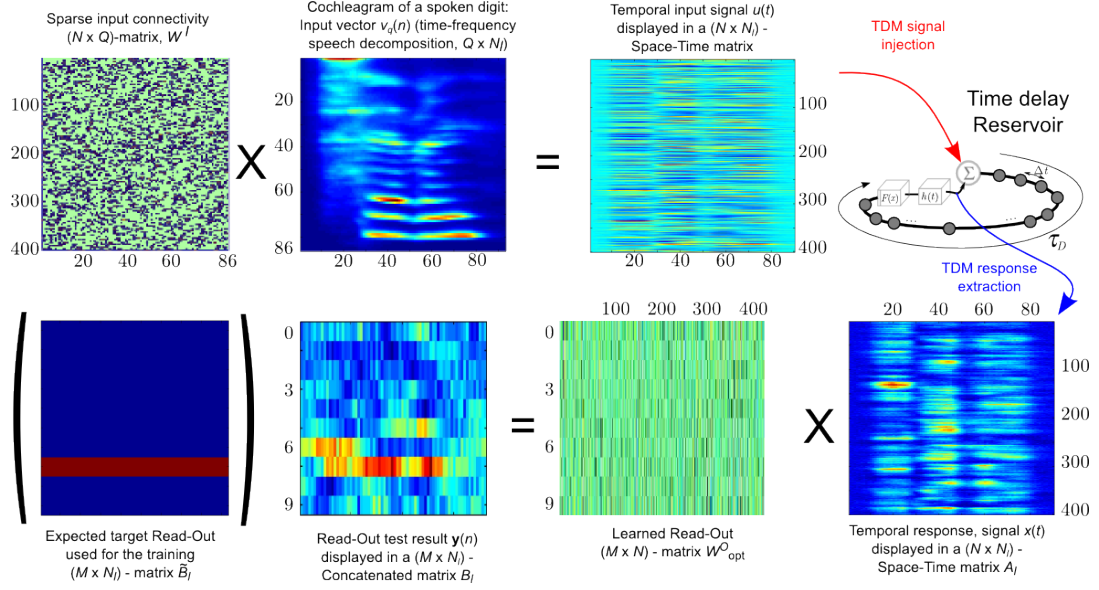 Sparse input connectivity
(N x Q)-matrix, W^I
100
200
300
400
20 40 60 86
X
Cochleagram of a spoken digit:
Input vector v_q(n) (time-frequency
speech decomposition, Q x N_l)
20
40
60
86
20 40 60 80
=
Temporal input signal u(t)
displayed in a (N x N_l) -
Space-Time matrix
100
200
300
400
20 40 60 80
TDM signal
injection
Time delay
Reservoir
Σ
Δt
F(x)
h(t)
...
...
τ_D
TDM response
extraction
(
)
Expected target Read-Out
used for the training
(M x N_l) - matrix B̃_l
0
3
6
9
Read-Out test result y(n)
displayed in a (M x N_l) -
Concatenated matrix B_l
=
100 200 300 400
0
3
6
9
Learned Read-Out
(M x N) - matrix W^O_opt
X
20 40 60 80
100
200
300
400
Temporal response, signal x(t)
displayed in a (N x N_l) -
Space-Time matrix A_l